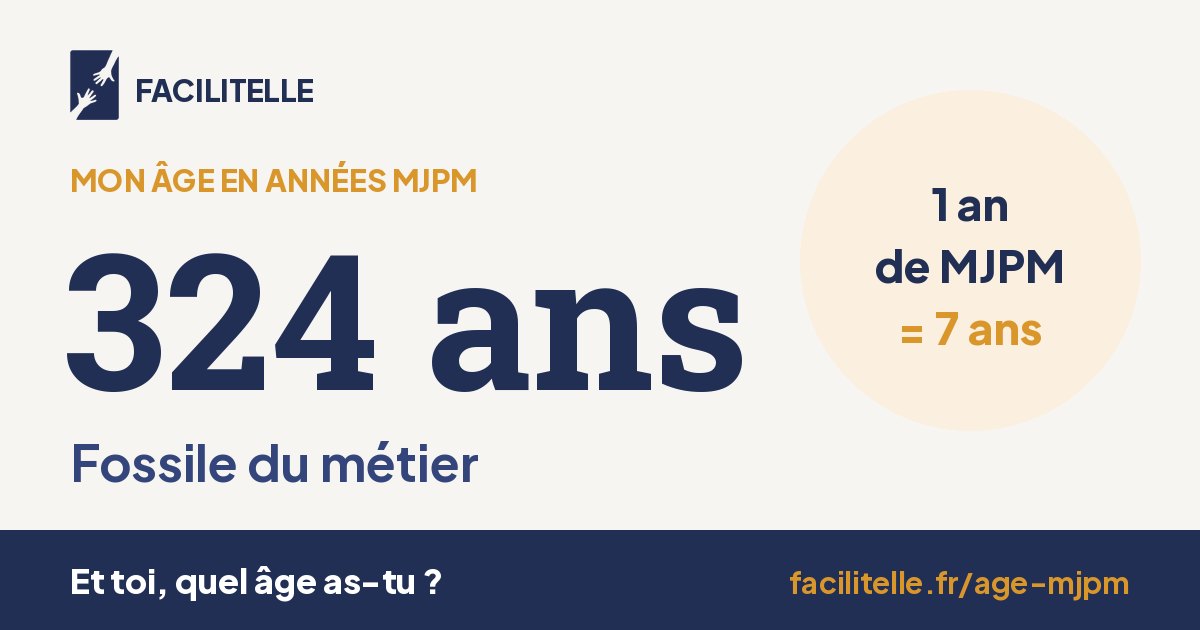 FACILITELLE
MON ÂGE EN ANNÉES MJPM
324 ans
Fossile du métier
1 an
de MJPM
= 7 ans
Et toi, quel âge as-tu ?
facilitelle.fr/age-mjpm